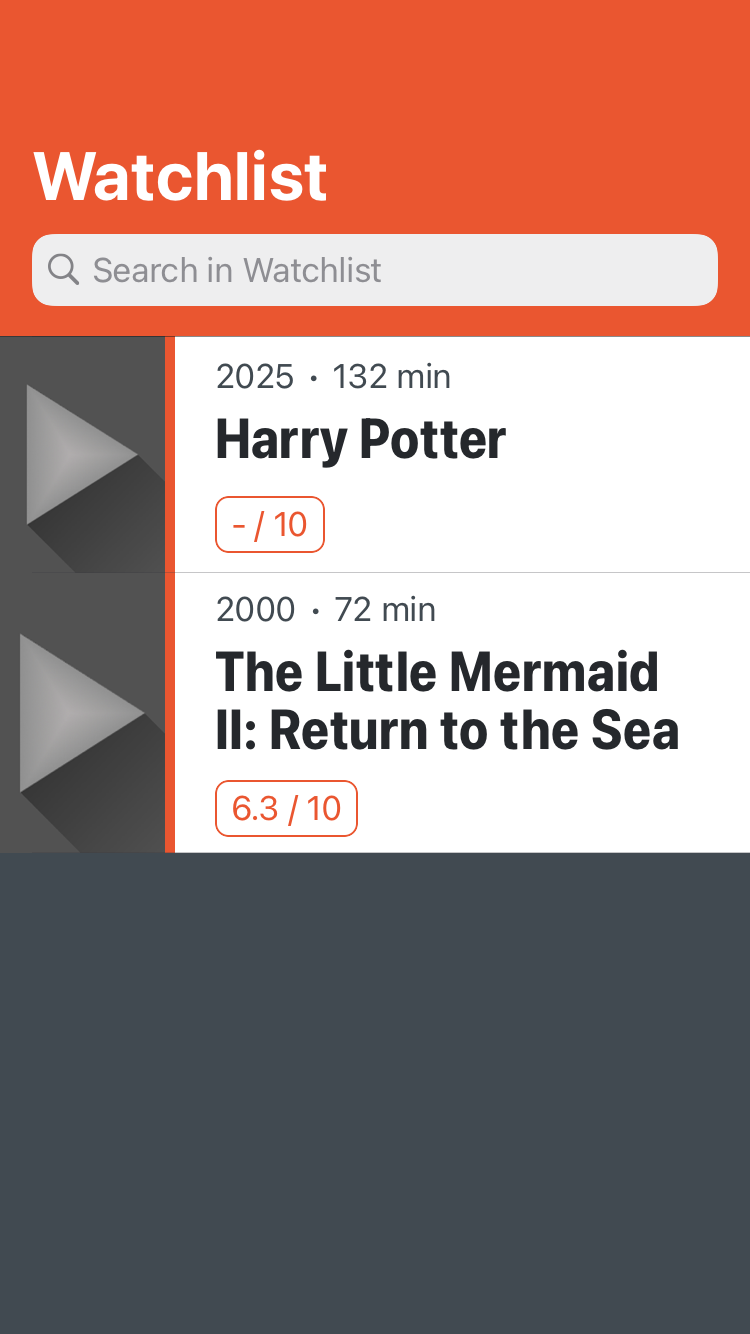 Watchlist
Search in Watchlist
2025 • 132 min
Harry Potter
- / 10
2000 • 72 min
The Little Mermaid
II: Return to the Sea
6.3 / 10